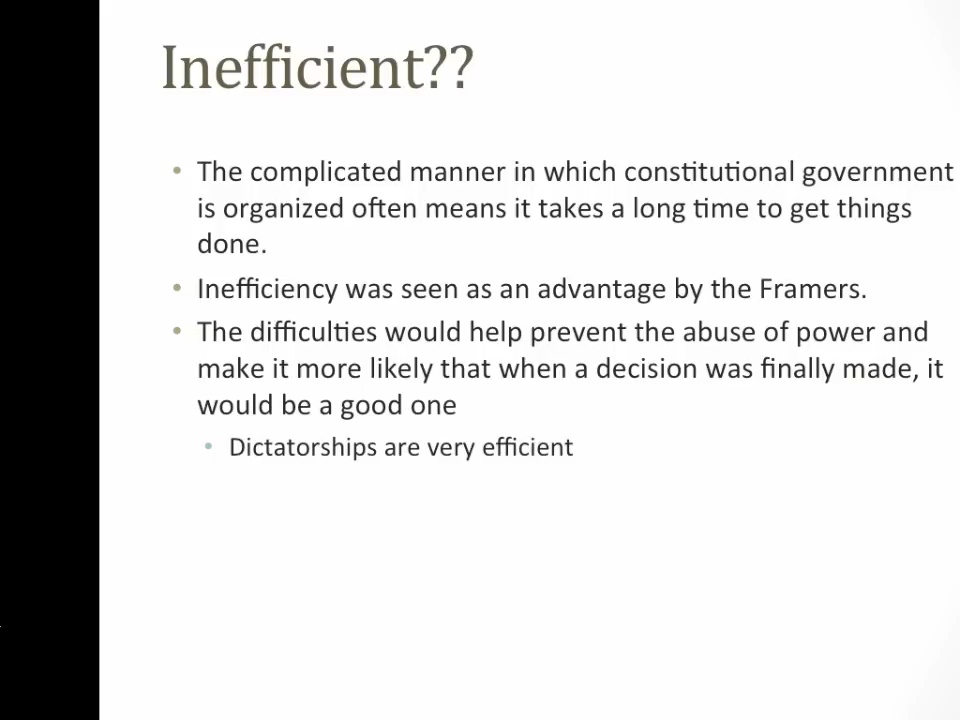 Inefficient??
• The complicated manner in which constitutional government
is organized often means it takes a long time to get things
done.
• Inefficiency was seen as an advantage by the Framers.
• The difficulties would help prevent the abuse of power and
make it more likely that when a decision was finally made, it
would be a good one
• Dictatorships are very efficient